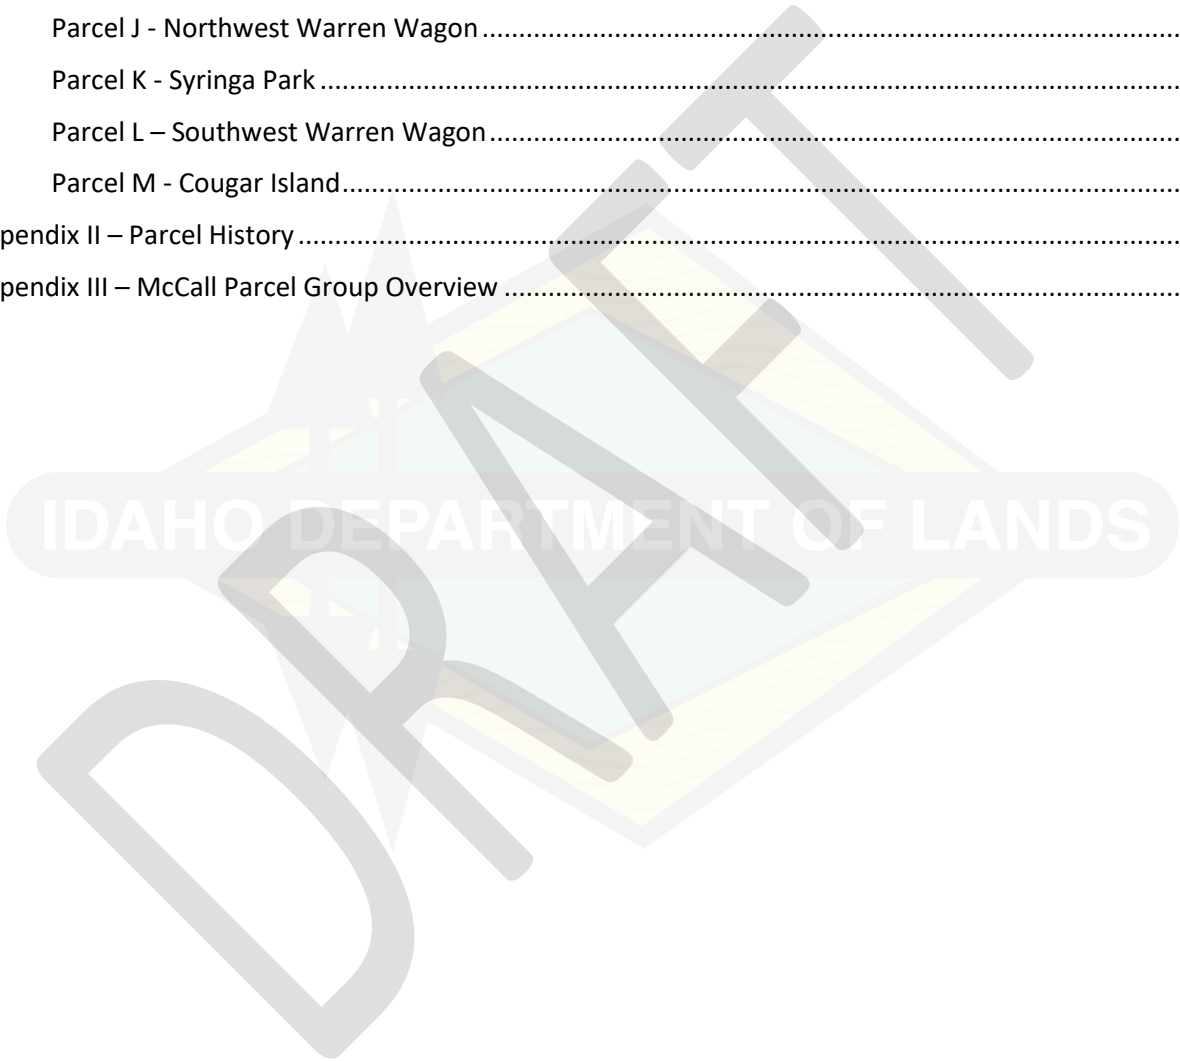 Parcel J - Northwest Warren Wagon ................................................................................................
Parcel K - Syringa Park ......................................................................................................................
Parcel L – Southwest Warren Wagon ...............................................................................................
Parcel M - Cougar Island ...................................................................................................................
pendix II – Parcel History .........................................................................................................................
pendix III – McCall Parcel Group Overview .............................................................................................
IDAHO DEPARTMENT OF LANDS
DRAFT